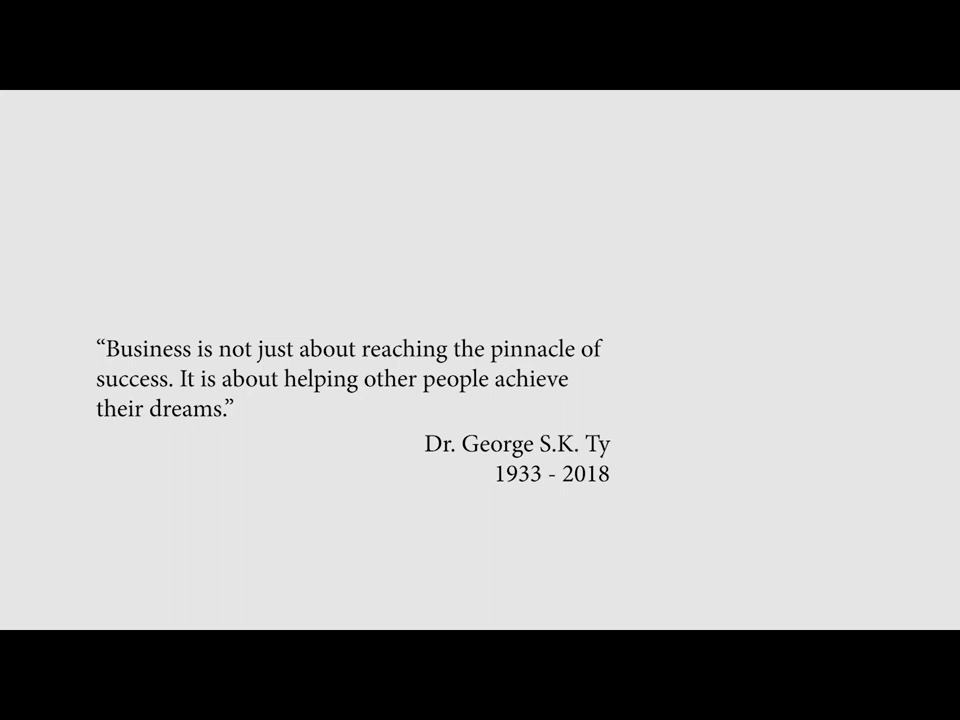 “Business is not just about reaching the pinnacle of
success. It is about helping other people achieve
their dreams.”
Dr. George S.K. Ty
1933 - 2018